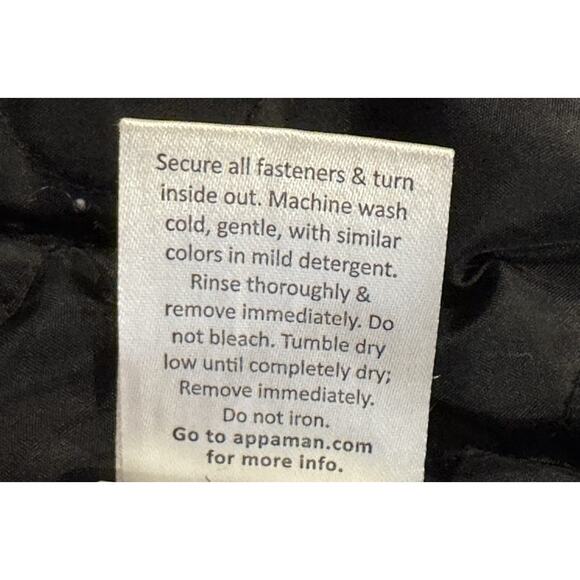 Secure all fasteners & turn
inside out. Machine wash
cold, gentle, with similar
colors in mild detergent.
Rinse thoroughly &
remove immediately. Do
not bleach. Tumble dry
low until completely dry;
Remove immediately.
Do not iron.
Go to appaman.com
for more info.